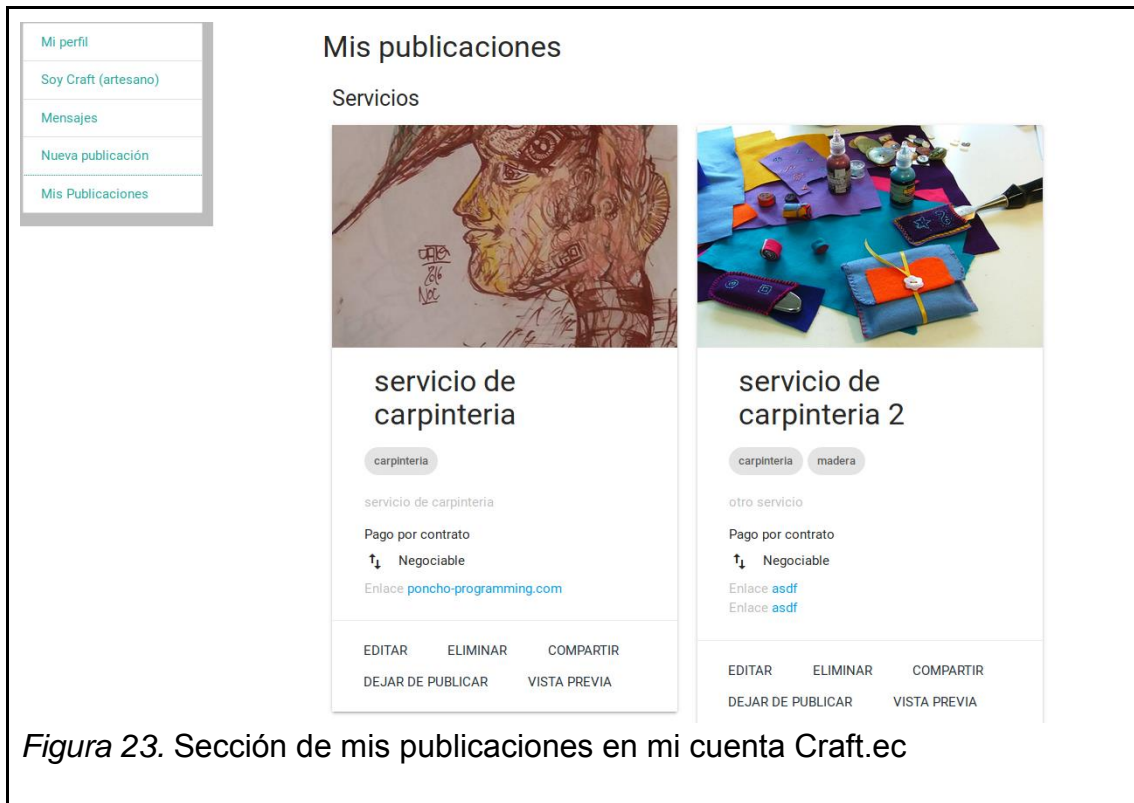 Mi perfil
Soy Craft (artesano)
Mensajes
Nueva publicación
Mis Publicaciones
Mis publicaciones
Servicios
2016
NOC
servicio de
carpinteria
carpinteria
servicio de carpinteria
Pago por contrato
Negociable
Enlace poncho-programming.com
EDITAR ELIMINAR COMPARTIR
DEJAR DE PUBLICAR VISTA PREVIA
servicio de
carpinteria 2
carpinteria madera
otro servicio
Pago por contrato
Negociable
Enlace asdf
Enlace asdf
EDITAR ELIMINAR COMPARTIR
DEJAR DE PUBLICAR VISTA PREVIA
Figura 23. Sección de mis publicaciones en mi cuenta Craft.ec